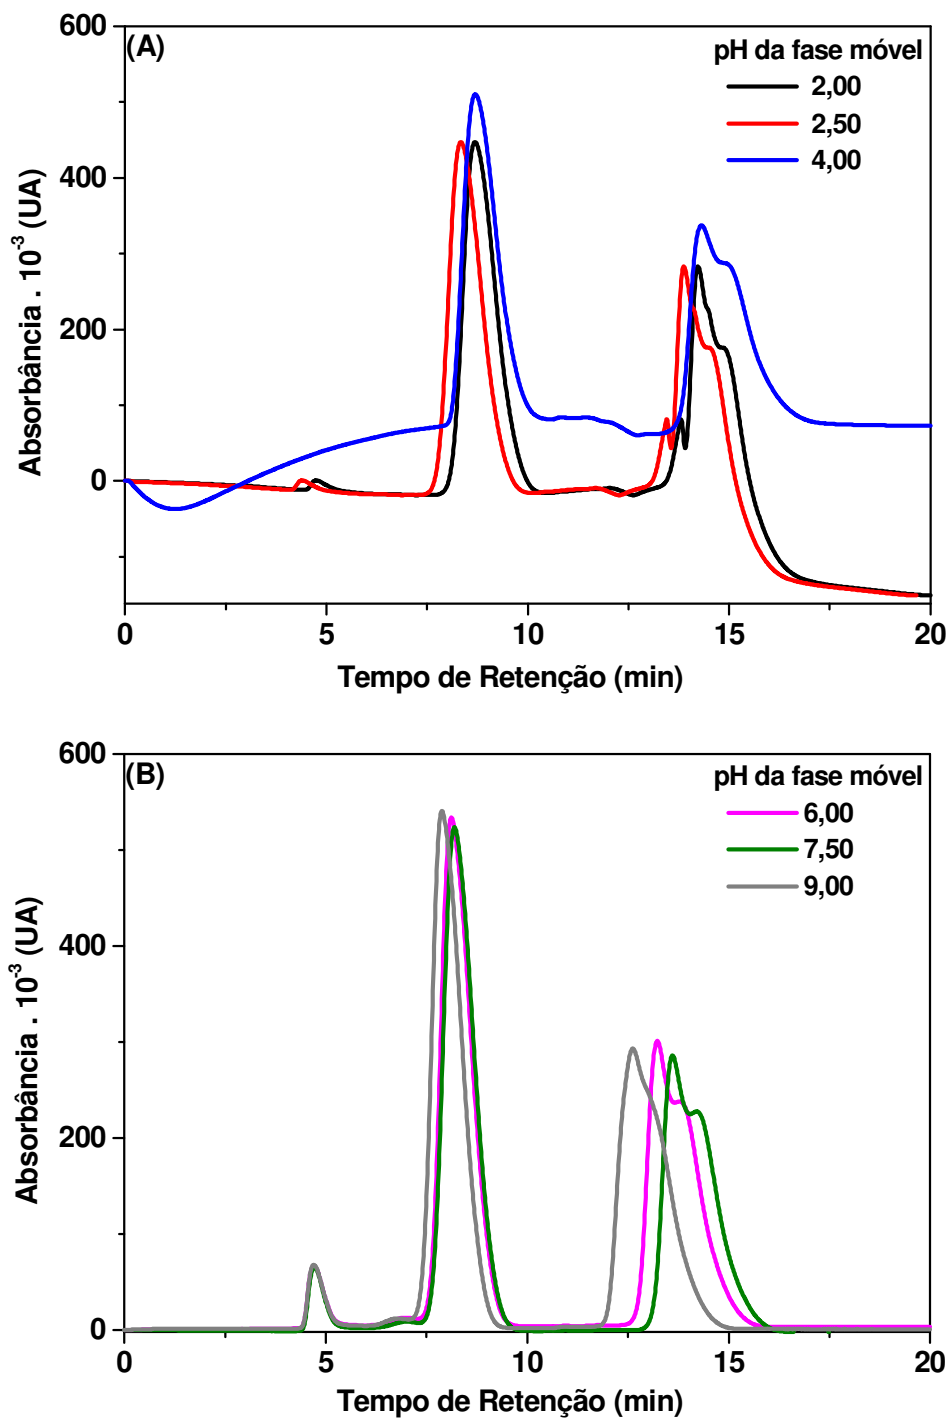 (A)
pH da fase móvel
2,00
2,50
4,00
600
400
200
0
Absorbância . 10⁻³ (UA)
0 5 10 15 20
Tempo de Retenção (min)
(B)
pH da fase móvel
6,00
7,50
9,00
600
400
200
0
Absorbância . 10⁻³ (UA)
0 5 10 15 20
Tempo de Retenção (min)